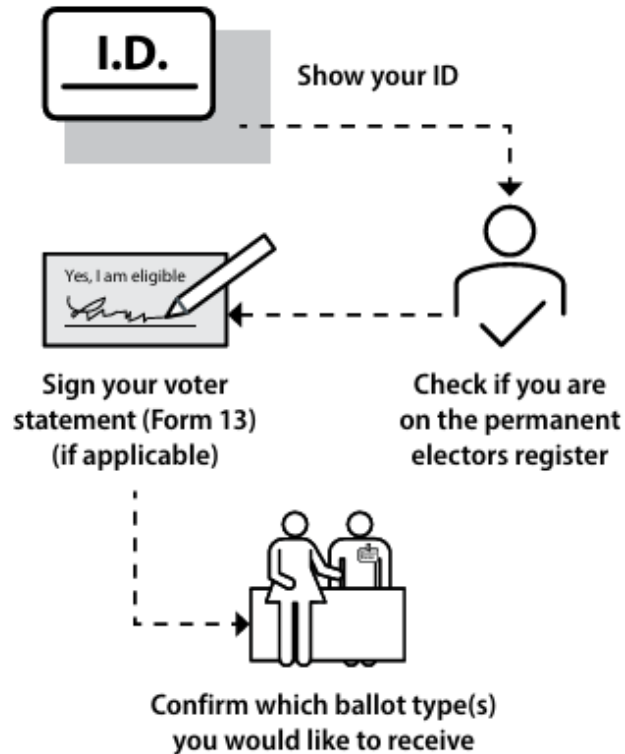 I.D.
Show your ID
Yes, I am eligible
Sign your voter
statement (Form 13)
(if applicable)
Check if you are
on the permanent
electors register
Confirm which ballot type(s)
you would like to receive